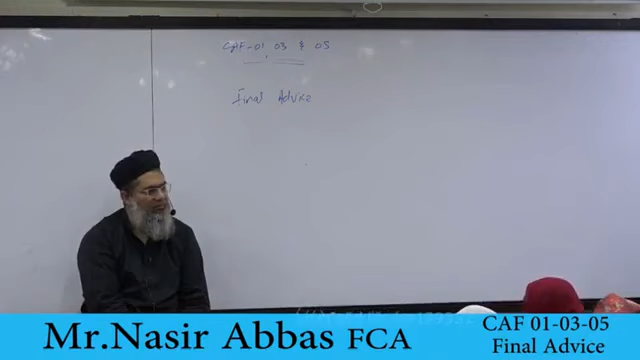 CAF-01 03 & 05
Final Advice
Mr.Nasir Abbas FCA
CAF 01-03-05
Final Advice